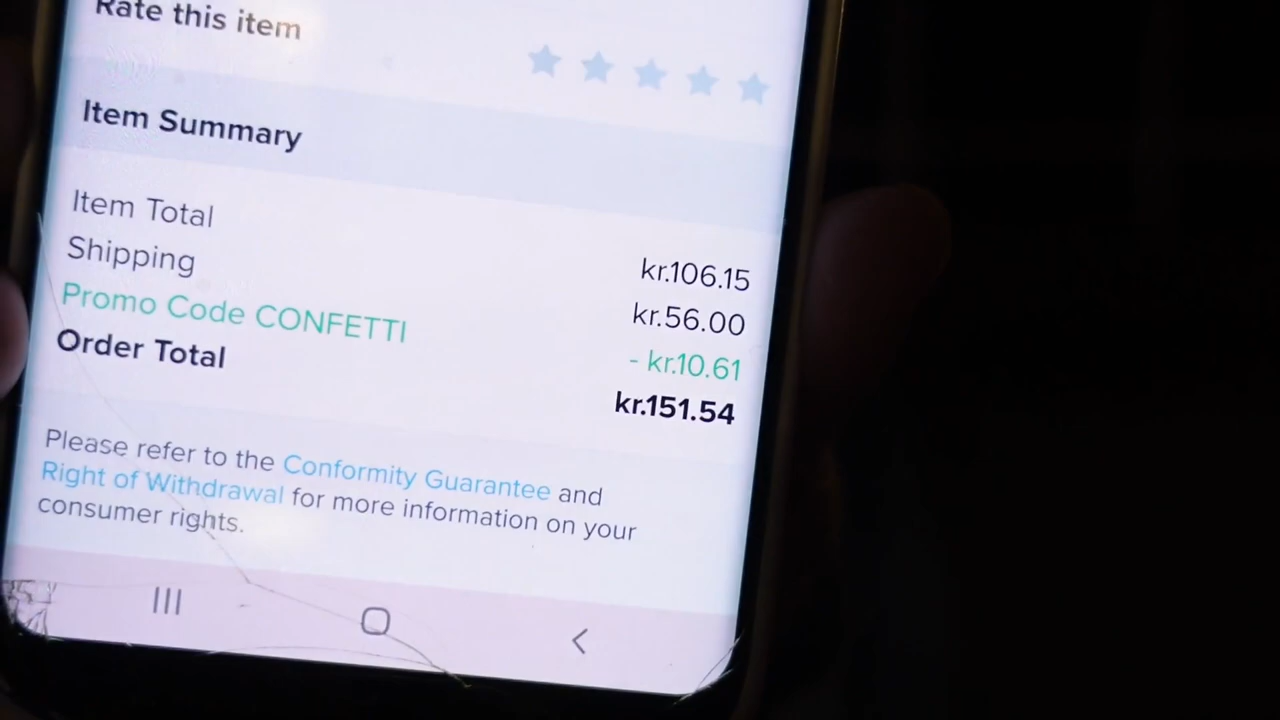 Rate this item
Item Summary
Item Total kr.106.15
Shipping kr.56.00
Promo Code CONFETTI - kr.10.61
Order Total kr.151.54
Please refer to the Conformity Guarantee and
Right of Withdrawal for more information on your
consumer rights.